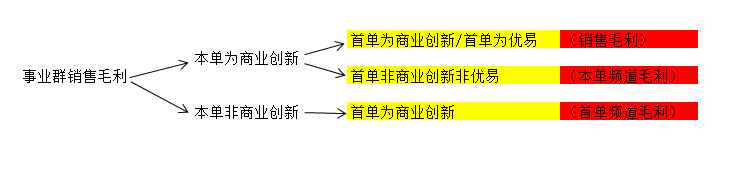 首单为商业创新/首单为优易 （销售毛利）
本单为商业创新
事业群销售毛利
首单非商业创新非优易 （本单频道毛利）
本单非商业创新 首单为商业创新 （首单频道毛利）